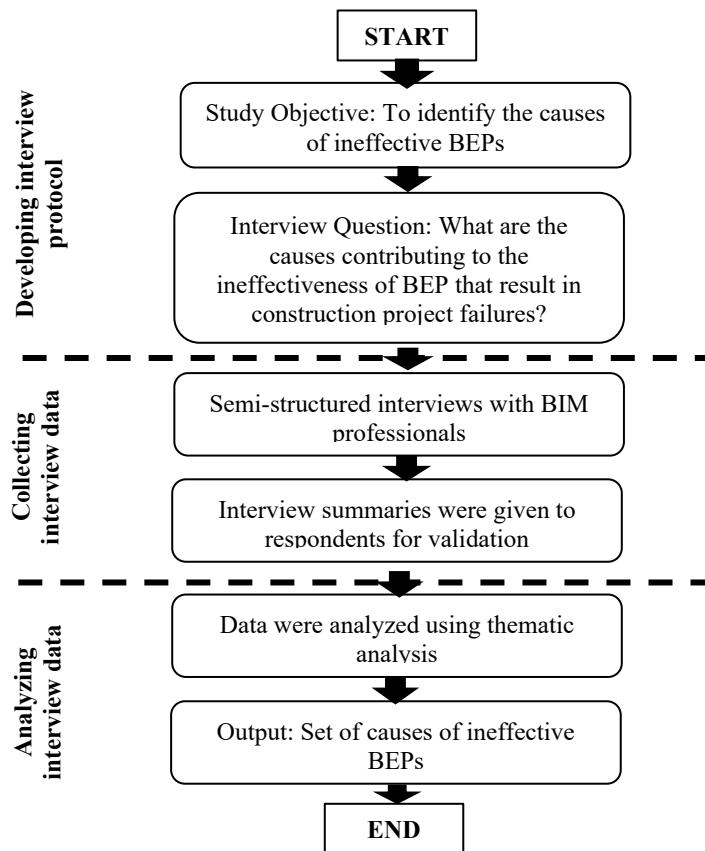 START
Developing interview
protocol
Study Objective: To identify the causes
of ineffective BEPs
Interview Question: What are the
causes contributing to the
ineffectiveness of BEP that result in
construction project failures?
Collecting
interview data
Semi-structured interviews with BIM
professionals
Interview summaries were given to
respondents for validation
Analyzing
interview data
Data were analyzed using thematic
analysis
Output: Set of causes of ineffective
BEPs
END